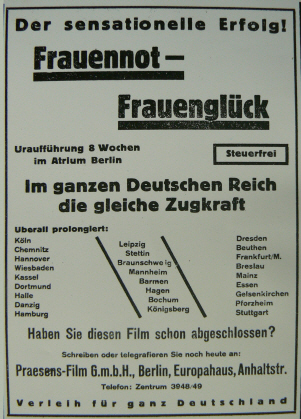 Der sensationelle Erfolg!
Frauennot –
Frauenglück
Uraufführung 8 Wochen
im Atrium Berlin
Steuerfrei
Im ganzen Deutschen Reich
die gleiche Zugkraft
Überall prolongiert:
Köln
Chemnitz
Hannover
Wiesbaden
Kassel
Dortmund
Halle
Danzig
Hamburg
Leipzig
Stettin
Braunschweig
Mannheim
Barmen
Hagen
Bochum
Königsberg
Dresden
Beuthen
Frankfurt/M.
Breslau
Mainz
Essen
Gelsenkirchen
Pforzheim
Stuttgart
Haben Sie diesen Film schon abgeschlossen?
Schreiben oder telegrafieren Sie noch heute an:
Praesens-Film G.m.b.H., Berlin, Europahaus, Anhaltstr.
Telefon: Zentrum 3948/49
Verleih für ganz Deutschland